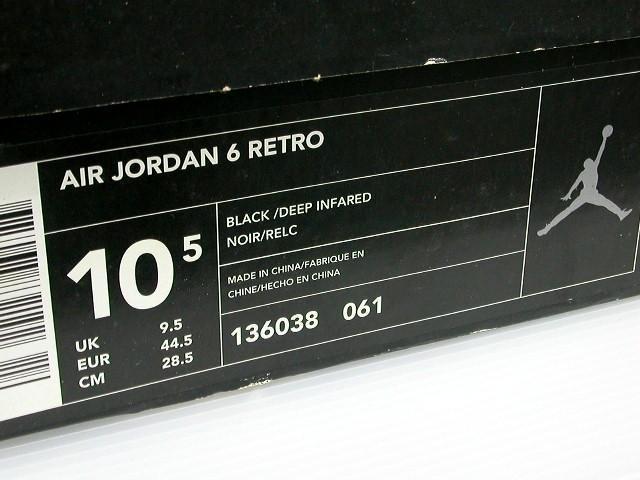 AIR JORDAN 6 RETRO
10 5
UK 9.5
EUR 44.5
CM 28.5
BLACK /DEEP INFARED
NOIR/RELC
MADE IN CHINA/FABRIQUE EN
CHINE/HECHO EN CHINA
136038 061